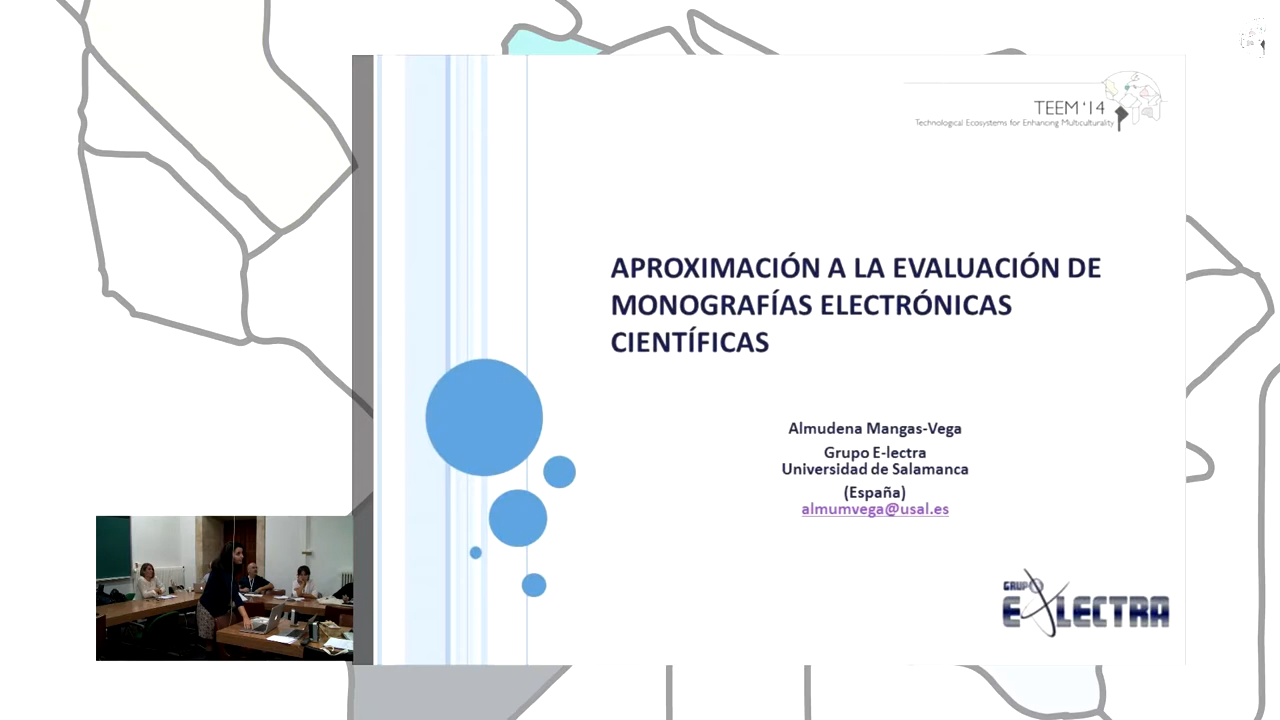 TEEM '14
Technological Ecosystems for Enhancing Multiculturality
APROXIMACIÓN A LA EVALUACIÓN DE
MONOGRAFÍAS ELECTRÓNICAS
CIENTÍFICAS
Almudena Mangas-Vega
Grupo E-lectra
Universidad de Salamanca
(España)
almumvega@usal.es
GRUPO
E-LECTRA